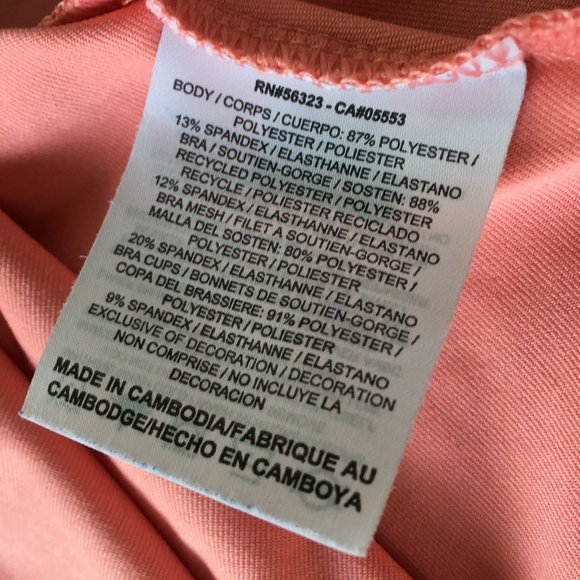 RN#56323 - CA#05553
BODY / CORPS / CUERPO: 87% POLYESTER /
POLYESTER / POLIESTER
13% SPANDEX / ELASTHANNE / ELASTANO
BRA / SOUTIEN-GORGE / SOSTEN: 88%
RECYCLED POLYESTER / POLYESTER
RECYCLE / POLIESTER RECICLADO
12% SPANDEX / ELASTHANNE / ELASTANO
BRA MESH / FILET A SOUTIEN-GORGE /
MALLA DEL SOSTEN: 80% POLYESTER /
POLYESTER / POLIESTER
20% SPANDEX / ELASTHANNE / ELASTANO
BRA CUPS / BONNETS DE SOUTIEN-GORGE /
COPA DEL BRASSIERE: 91% POLYESTER /
POLYESTER / POLIESTER
9% SPANDEX / ELASTHANNE / ELASTANO
EXCLUSIVE OF DECORATION / DECORATION
NON COMPRISE / NO INCLUYE LA
DECORACION
MADE IN CAMBODIA/FABRIQUE AU
CAMBODGE/HECHO EN CAMBOYA